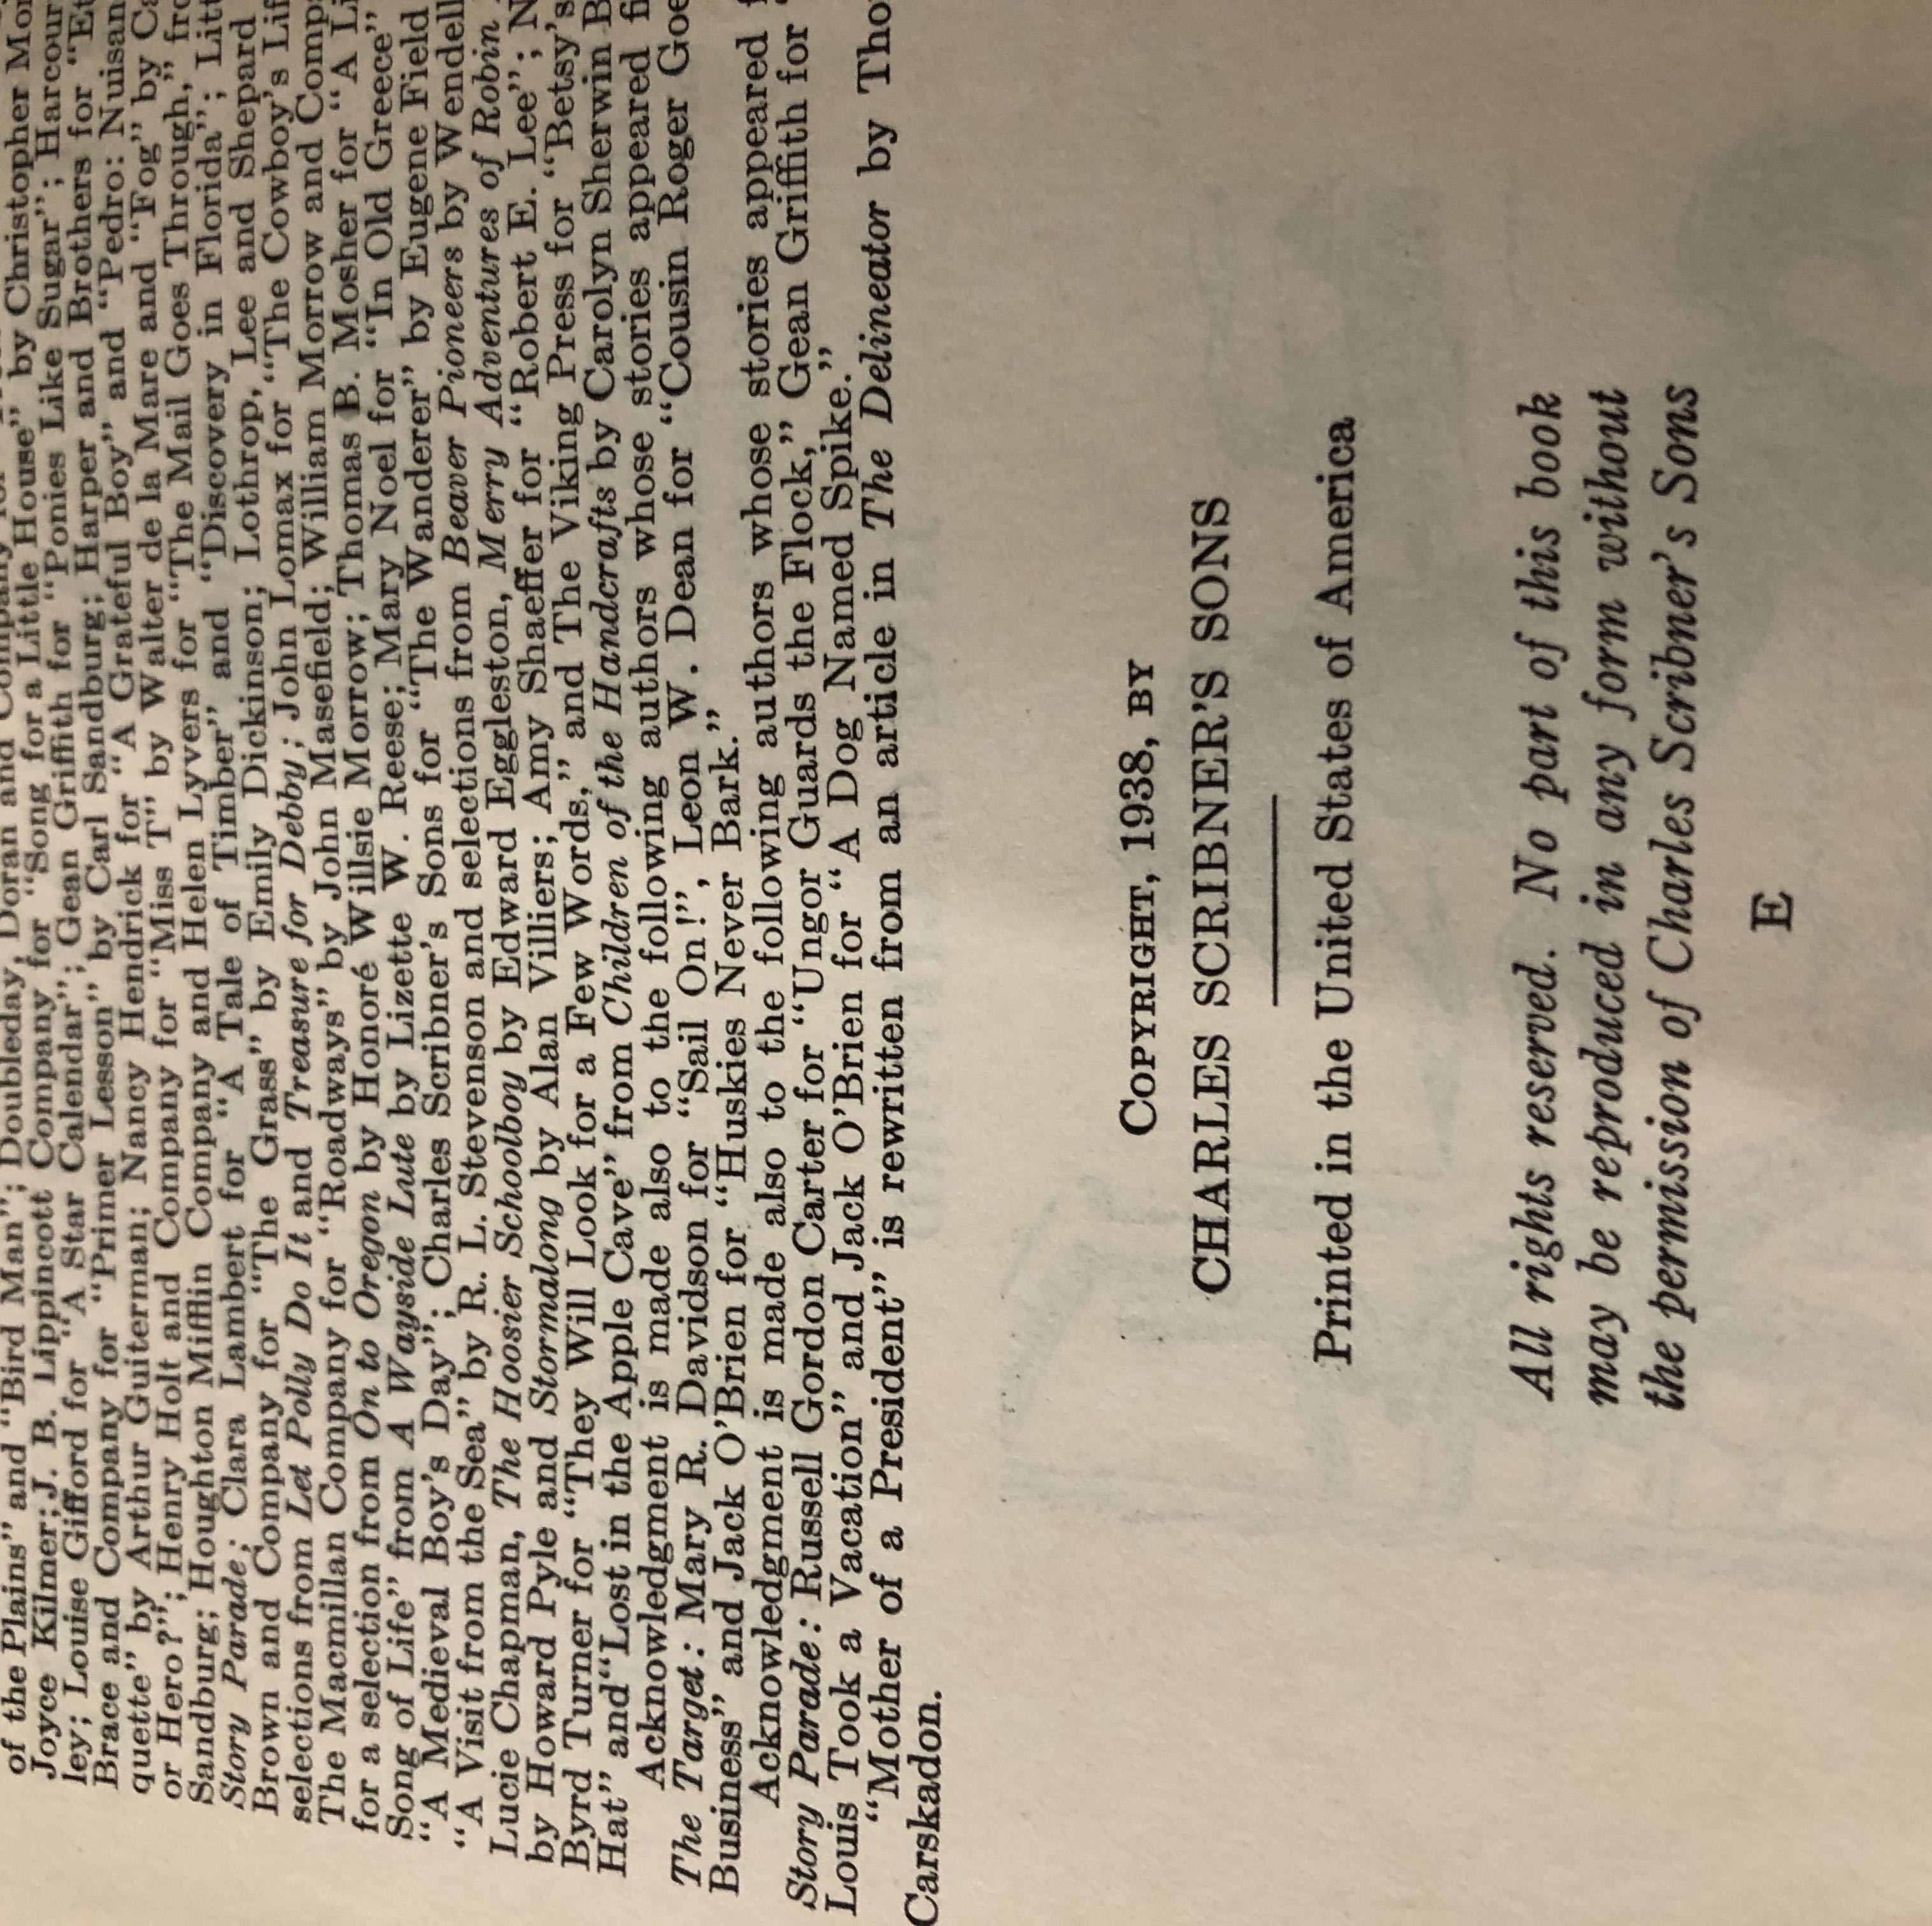 of the Plains” and “Bird Man”; Doubleday, Doran and Company for
Joyce Kilmer; J. B. Lippincott Company for “Song for a Little House” by Christopher Mor
ley; Louise Gifford for “A Star Calendar”; Gean Griffith for “Ponies Like Sugar”; Harcour
Brace and Company for “Primer Lesson” by Carl Sandburg; Harper and Brothers for “Et
quette” by Arthur Guiterman; Nancy Hendrick for “A Grateful Boy” and “Pedro: Nuisan
or Hero?”; Henry Holt and Company for “Miss T” by Walter de la Mare and “Fog” by Ca
Sandburg; Houghton Mifflin Company and Helen Lyvers for “The Mail Goes Through,” fro
Story Parade; Clara Lambert for “A Tale of Timber” and “Discovery in Florida”; Litt
Brown and Company for “The Grass” by Emily Dickinson; Lothrop, Lee and Shepard
selections from Let Polly Do It and Treasure for Debby; John Lomax for “The Cowboy’s Lif
The Macmillan Company for “Roadways” by John Masefield; William Morrow and Comp
for a selection from On to Oregon by Honoré Willsie Morrow; Thomas B. Mosher for “A Li
Song of Life” from A Wayside Lute by Lizette W. Reese; Mary Noel for “In Old Greece”
“A Medieval Boy’s Day”; Charles Scribner’s Sons for “The Wanderer” by Eugene Field
“A Visit from the Sea” by R. L. Stevenson and selections from Beaver Pioneers by Wendell
Lucie Chapman, The Hoosier Schoolboy by Edward Eggleston, Merry Adventures of Robin
by Howard Pyle and Stormalong by Alan Villiers; Amy Shaeffer for “Robert E. Lee”; N
Byrd Turner for “They Will Look for a Few Words,” and The Viking Press for “Betsy’s
Hat” and “Lost in the Apple Cave” from Children of the Handcrafts by Carolyn Sherwin B
Acknowledgment is made also to the following authors whose stories appeared fi
The Target: Mary R. Davidson for “Sail On!”, Leon W. Dean for “Cousin Roger Goe
Business” and Jack O’Brien for “Huskies Never Bark.”
Acknowledgment is made also to the following authors whose stories appeared f
Story Parade: Russell Gordon Carter for “Ungor Guards the Flock,” Gean Griffith for “
Louis Took a Vacation” and Jack O’Brien for “A Dog Named Spike.”
“Mother of a President” is rewritten from an article in The Delineator by Tho
Carskadon.
COPYRIGHT, 1938, BY
CHARLES SCRIBNER’S SONS
Printed in the United States of America
All rights reserved. No part of this book
may be reproduced in any form without
the permission of Charles Scribner’s Sons
E